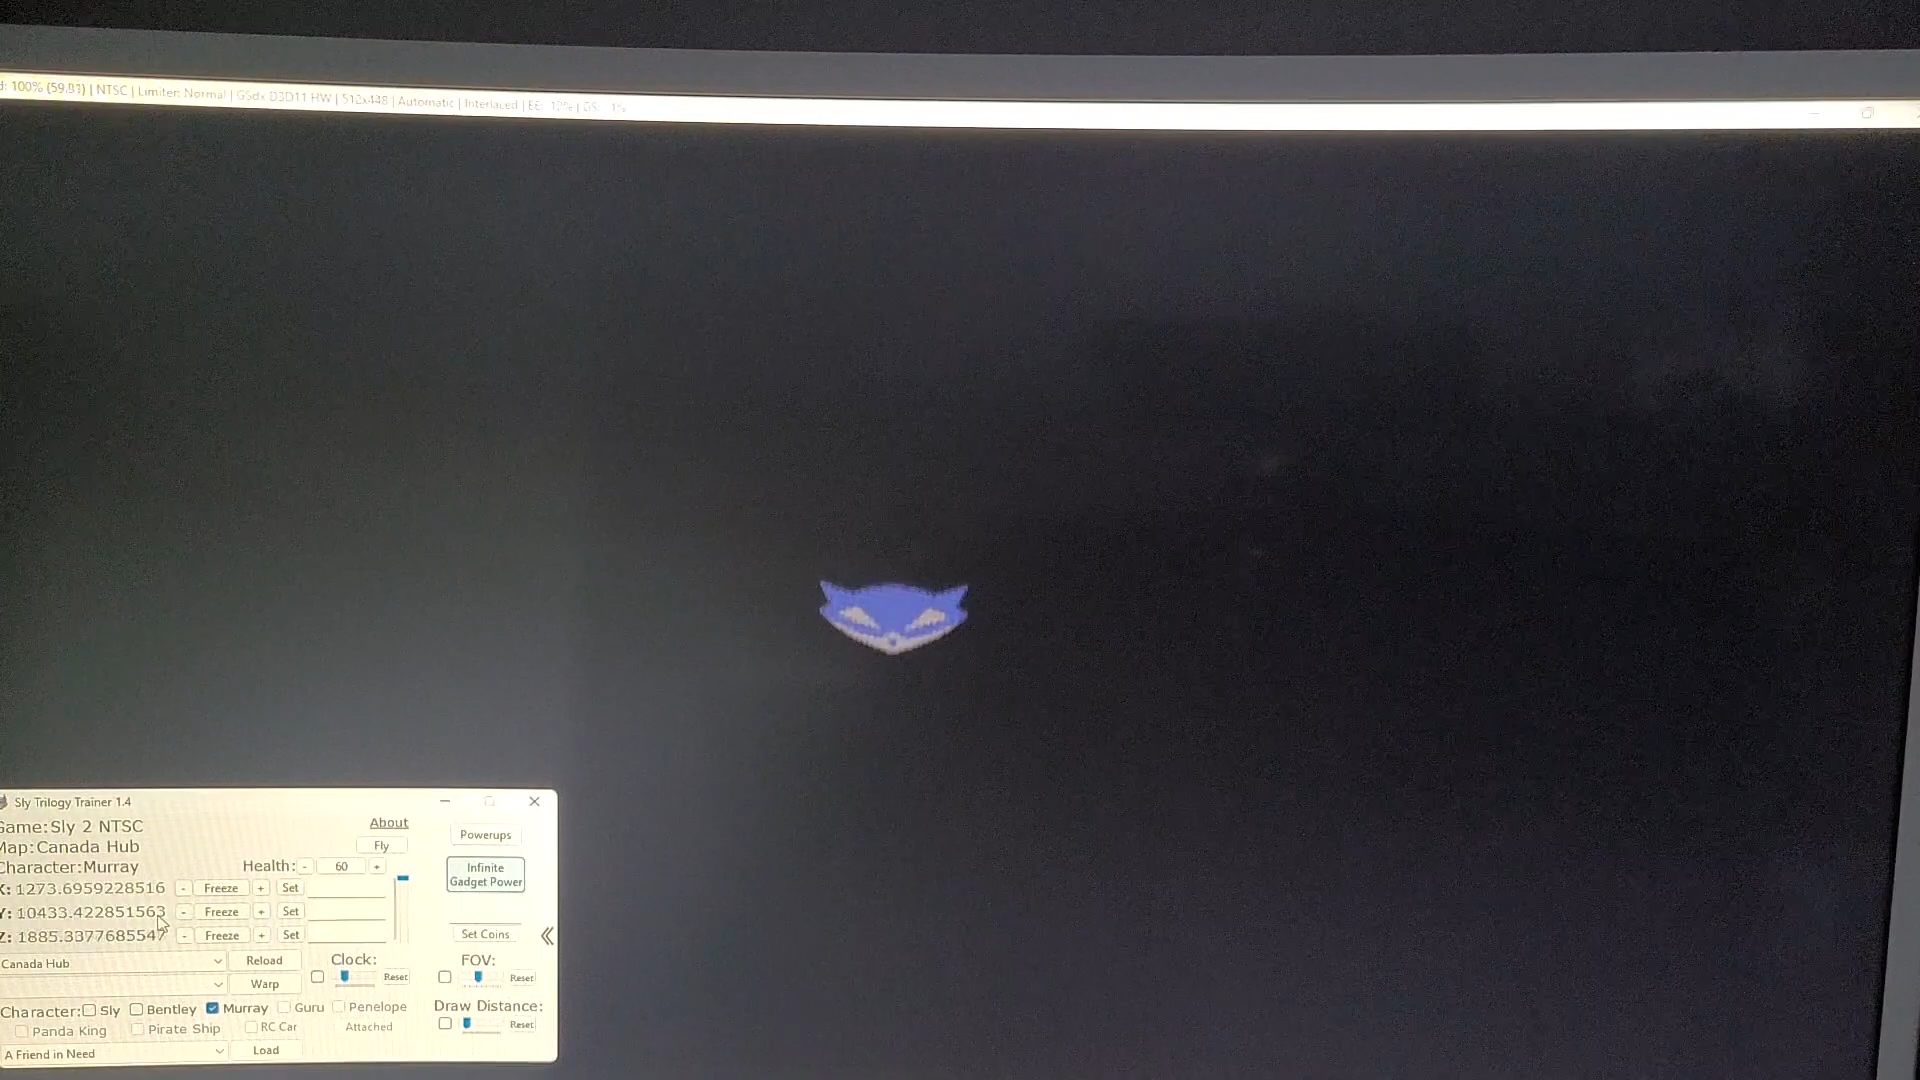 d: 100% (59.83) | NTSC | Limiter: Normal | GSdx D3D11 HW | 512x448 | Automatic | Interlaced | EE: 10% | GS: 1%
Sly Trilogy Trainer 1.4
Game:Sly 2 NTSC
About
Powerups
Map:Canada Hub
Fly
Character:Murray
Health: - 60 +
Infinite
Gadget Power
X: 1273.6959228516 - Freeze + Set
Y: 10433.422851563 - Freeze + Set
Z: 1885.3377685547 - Freeze + Set
Set Coins
Canada Hub
Reload
Clock:
FOV:
Reset
Reset
Warp
Character: Sly Bentley Murray Guru Penelope
Draw Distance:
Panda King Pirate Ship RC Car Attached
Reset
A Friend in Need
Load